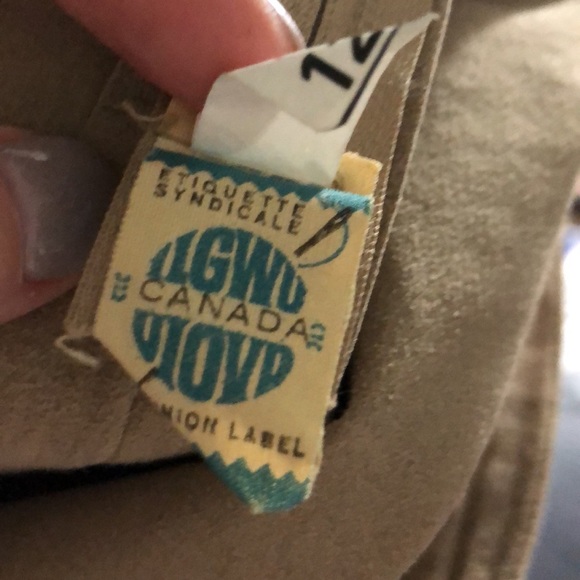 12
ETIQUETTE
SYNDICALE
ILGWU
CANADA
UIOVD
UNION LABEL